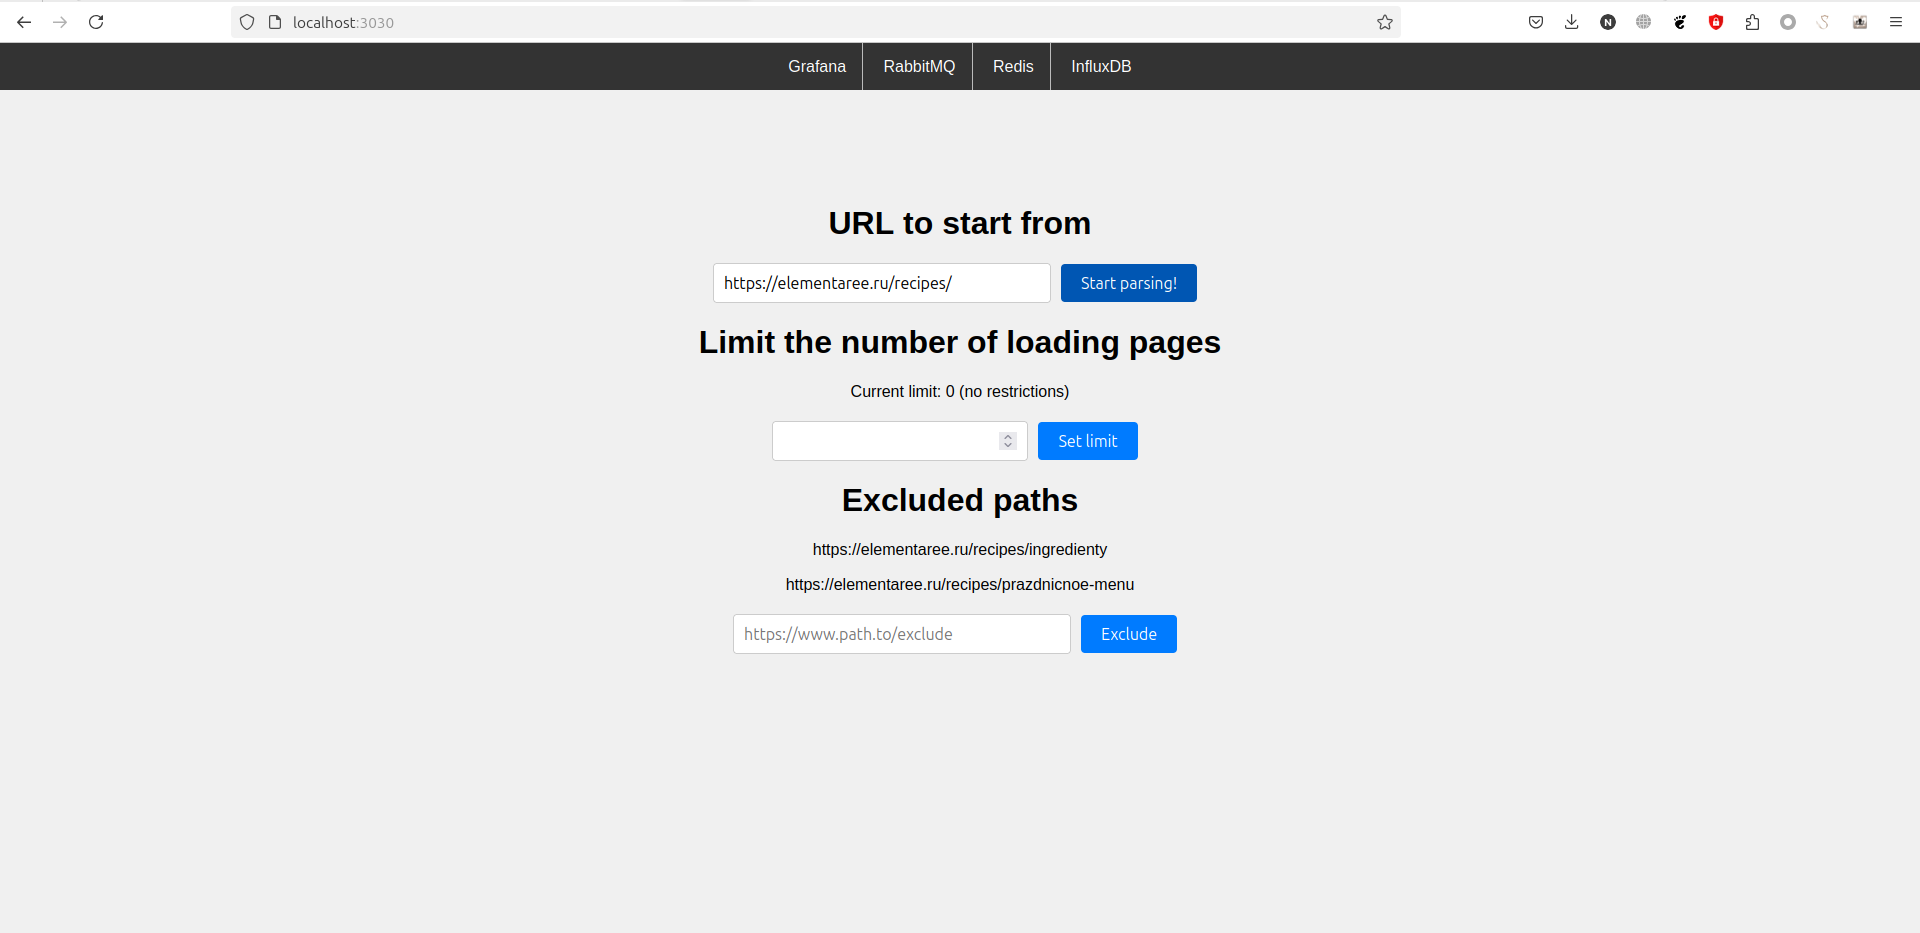 localhost:3030
Grafana RabbitMQ Redis InfluxDB
URL to start from
https://elementaree.ru/recipes/ Start parsing!
Limit the number of loading pages
Current limit: 0 (no restrictions)
Set limit
Excluded paths
https://elementaree.ru/recipes/ingredienty
https://elementaree.ru/recipes/prazdnicnoe-menu
https://www.path.to/exclude Exclude